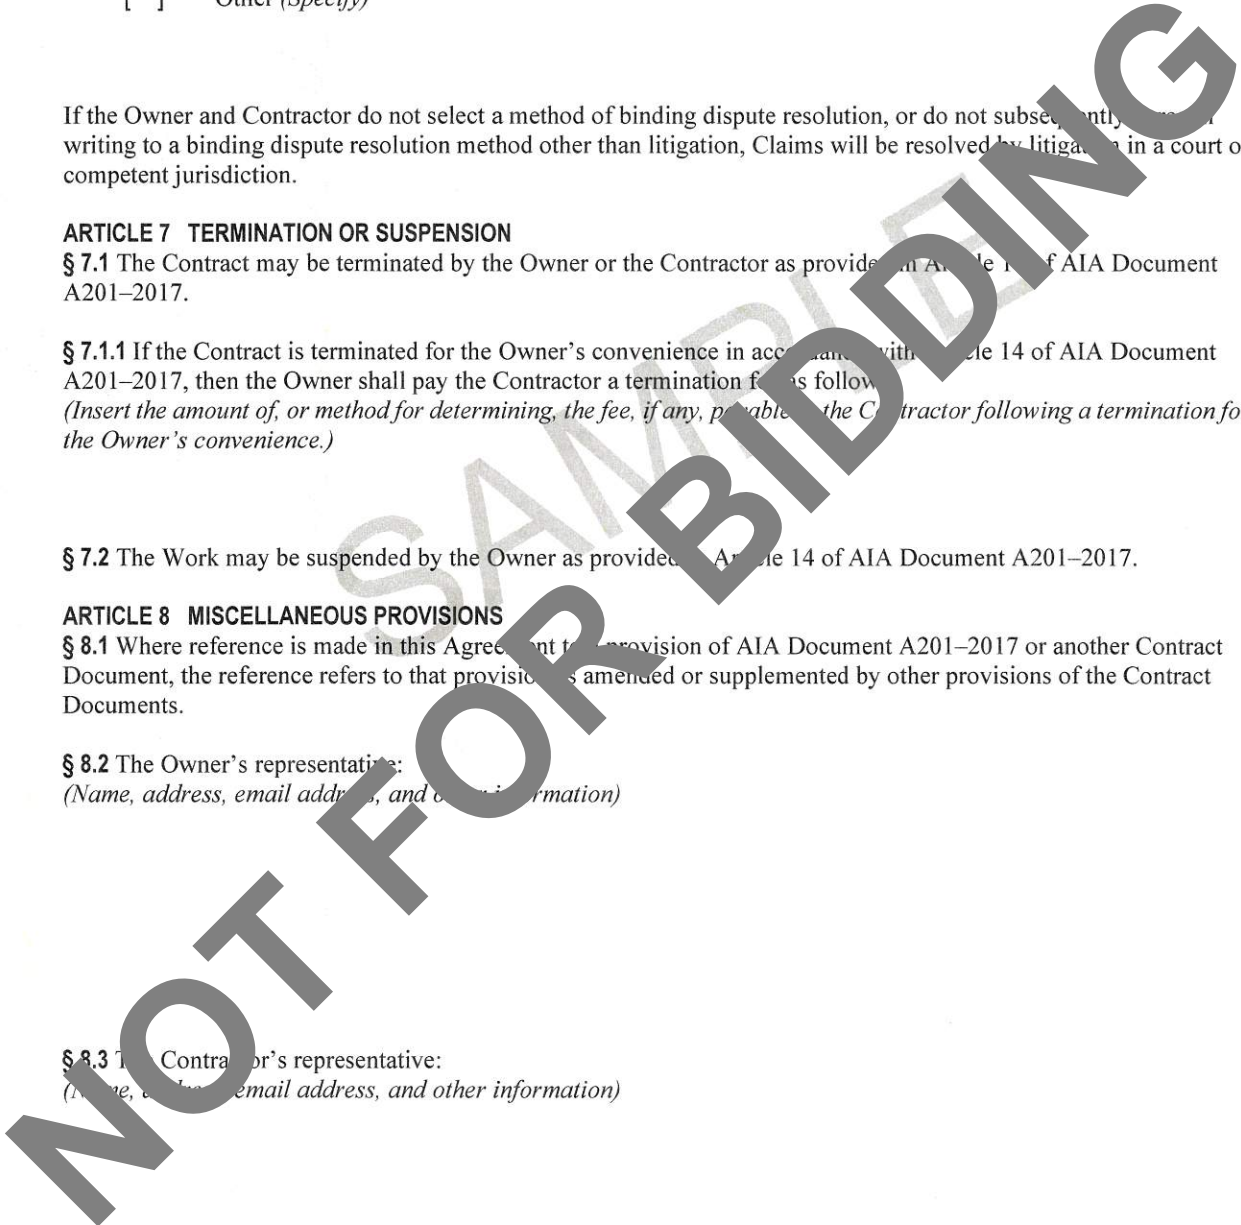 [ ] Other (Specify)
If the Owner and Contractor do not select a method of binding dispute resolution, or do not
writing to a binding dispute resolution method other than litigation, Claims will be resolved in a court
competent jurisdiction.
ARTICLE 7 TERMINATION OR SUSPENSION
§ 7.1 The Contract may be terminated by the Owner or the Contractor as AIA Document
A201–2017.
§ 7.1.1 If the Contract is terminated for the Owner's convenience in 14 of AIA Document
A201–2017, then the Owner shall pay the Contractor a termination as
(Insert the amount of, or method for determining, the fee, if any, the following a termination
the Owner's convenience.)
§ 7.2 The Work may be suspended by the Owner as provided 14 of AIA Document A201–2017.
ARTICLE 8 MISCELLANEOUS PROVISIONS
§ 8.1 Where reference is made in this provision of AIA Document A201–2017 or another Contract
Document, the reference refers to that amended or supplemented by other provisions of the Contract
Documents.
§ 8.2 The Owner's representative:
(Name, address, email and
§ 8.3 representative:
email address, and other information)
SAMPLE
NOT FOR BIDDING